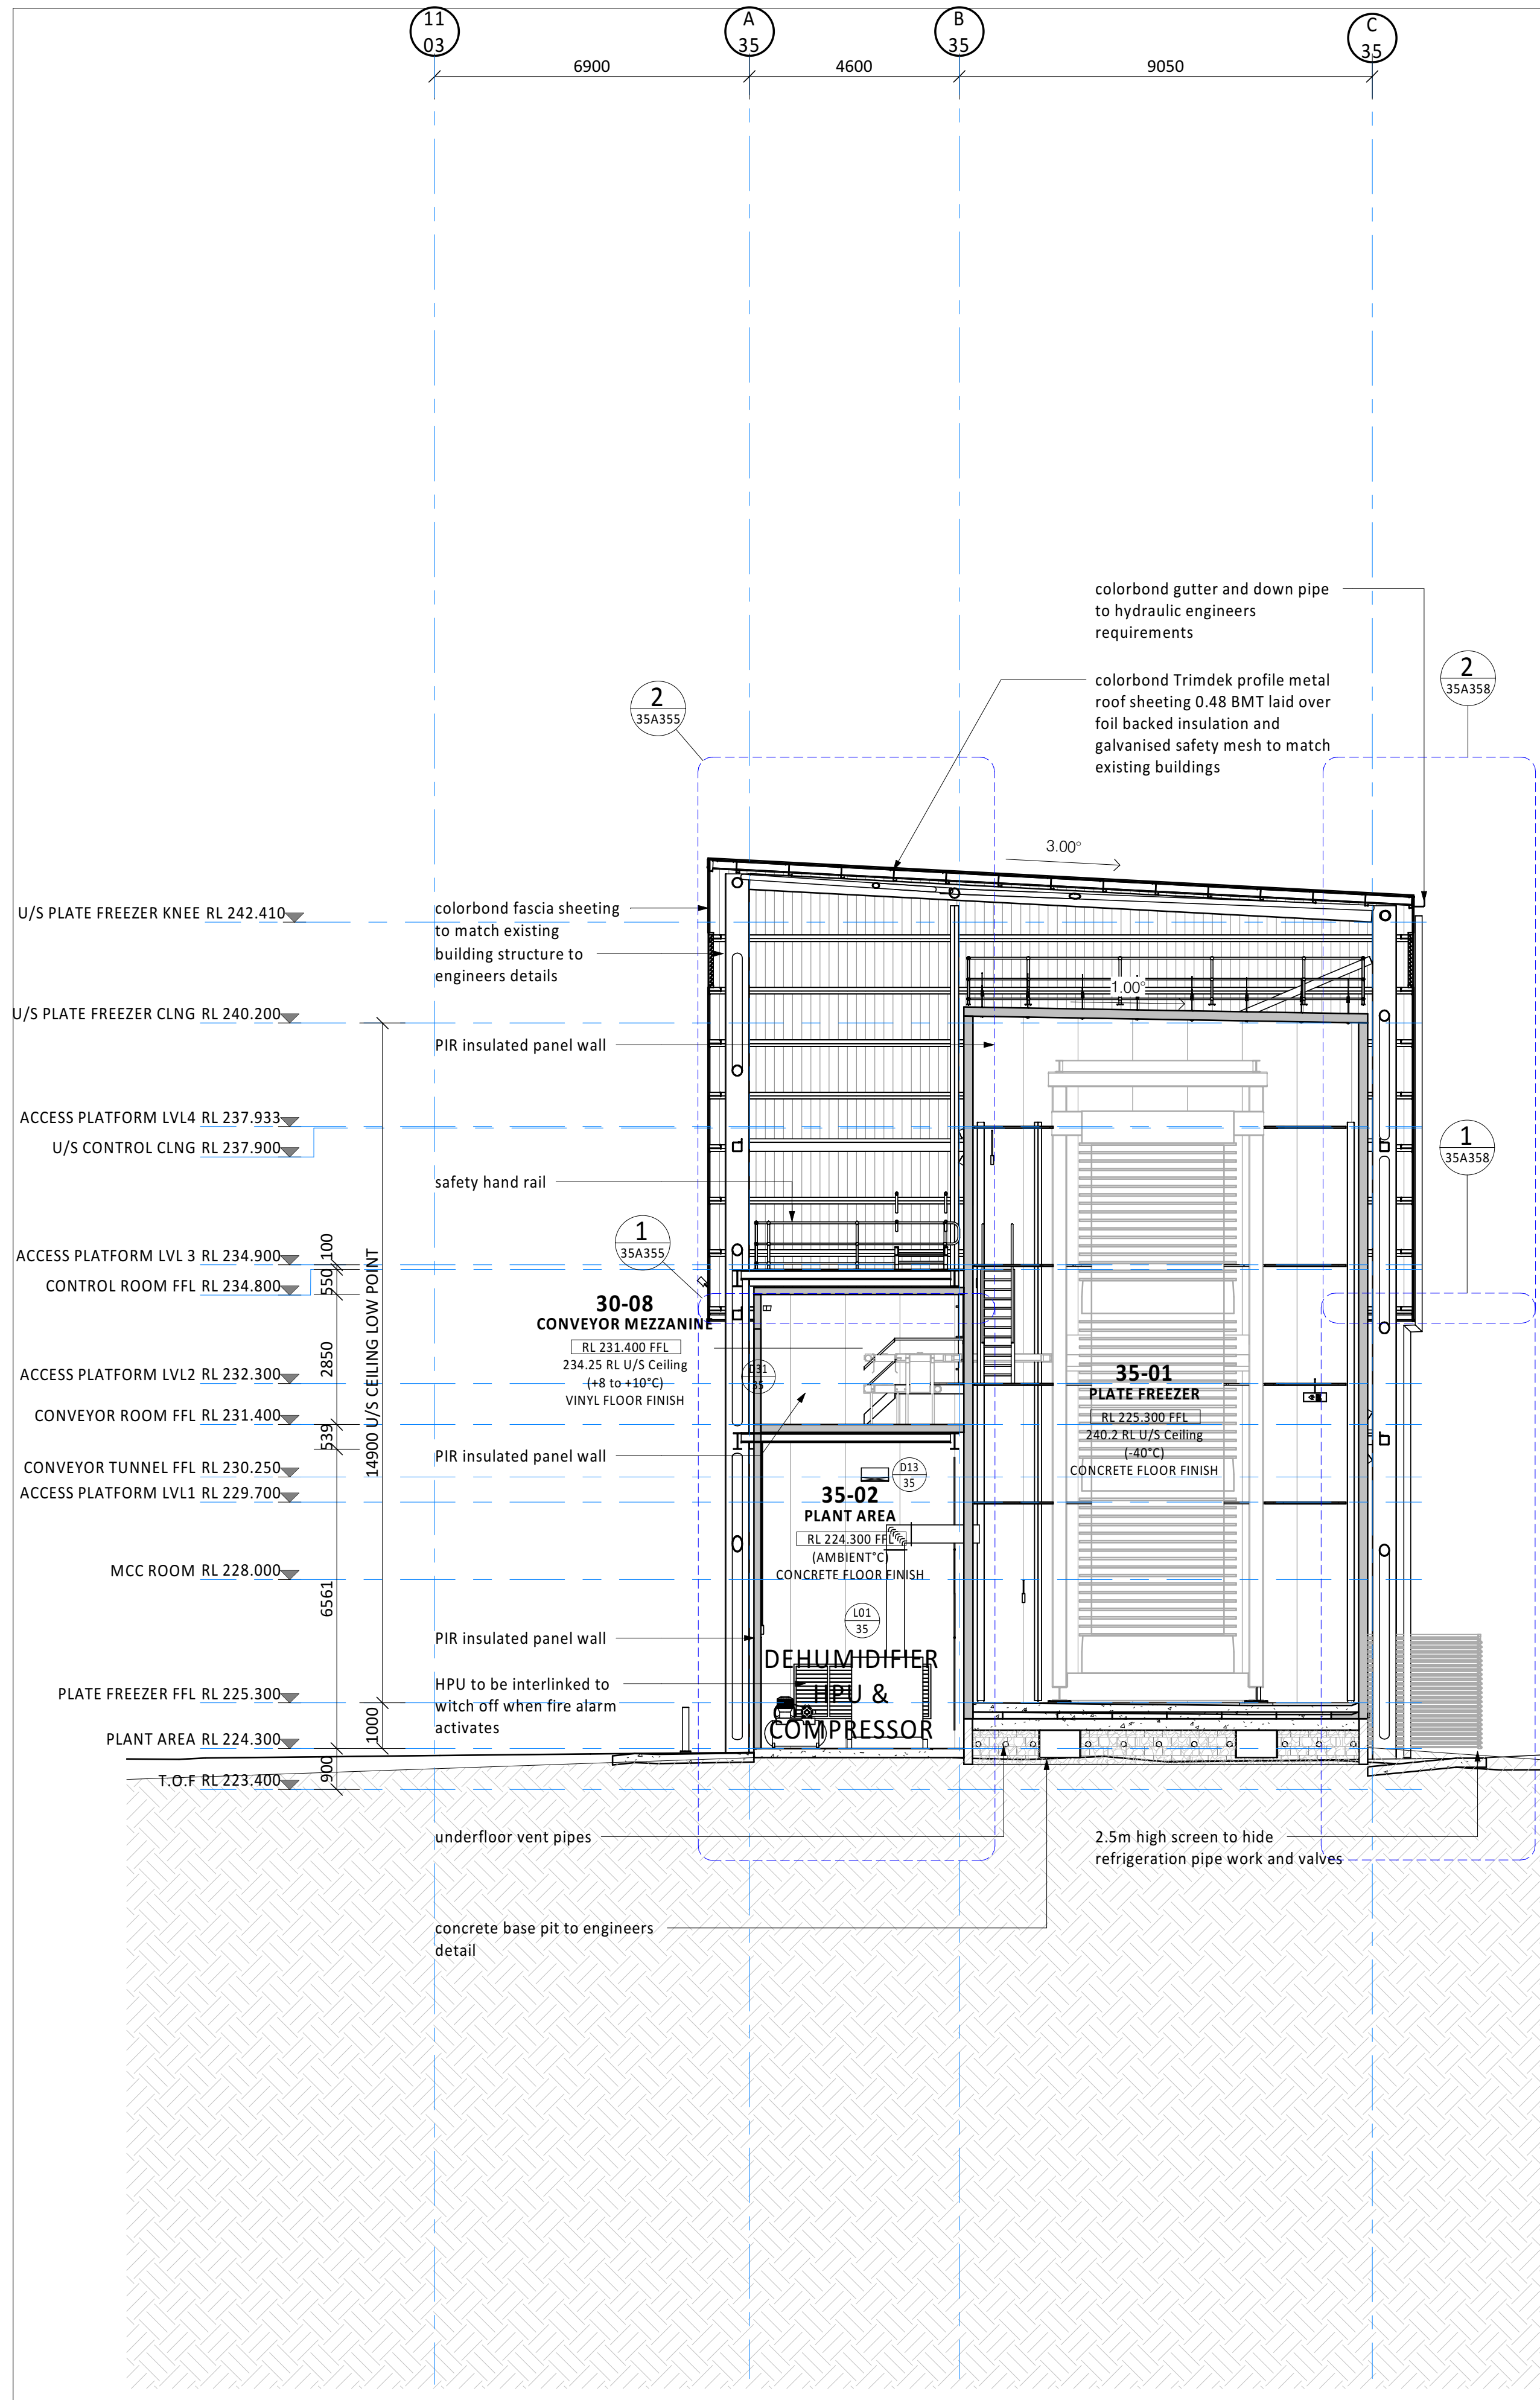 11
03
A
35
B
35
C
35
6900
4600
9050
colorbond gutter and down pipe
to hydraulic engineers
requirements
2
35A355
2
35A358
colorbond Trimdek profile metal
roof sheeting 0.48 BMT laid over
foil backed insulation and
galvanised safety mesh to match
existing buildings
3.00°
U/S PLATE FREEZER KNEE RL 242.410
colorbond fascia sheeting
to match existing
building structure to
engineers details
1.00°
U/S PLATE FREEZER CLNG RL 240.200
PIR insulated panel wall
ACCESS PLATFORM LVL4 RL 237.933
U/S CONTROL CLNG RL 237.900
1
35A358
safety hand rail
1
35A355
ACCESS PLATFORM LVL 3 RL 234.900
CONTROL ROOM FFL RL 234.800
100
550
2850
539
6561
900
14900 U/S CEILING LOW POINT
1000
30-08
CONVEYOR MEZZANINE
RL 231.400 FFL
234.25 RL U/S Ceiling
(+8 to +10°C)
VINYL FLOOR FINISH
D31
35
ACCESS PLATFORM LVL2 RL 232.300
CONVEYOR ROOM FFL RL 231.400
35-01
PLATE FREEZER
RL 225.300 FFL
240.2 RL U/S Ceiling
(-40°C)
CONCRETE FLOOR FINISH
PIR insulated panel wall
CONVEYOR TUNNEL FFL RL 230.250
ACCESS PLATFORM LVL1 RL 229.700
D13
35
35-02
PLANT AREA
RL 224.300 FFL
(AMBIENT°C)
CONCRETE FLOOR FINISH
MCC ROOM RL 228.000
L01
35
PIR insulated panel wall
DEHUMIDIFIER
HPU &
COMPRESSOR
HPU to be interlinked to
witch off when fire alarm
activates
PLATE FREEZER FFL RL 225.300
PLANT AREA RL 224.300
T.O.F RL 223.400
underfloor vent pipes
2.5m high screen to hide
refrigeration pipe work and valves
concrete base pit to engineers
detail